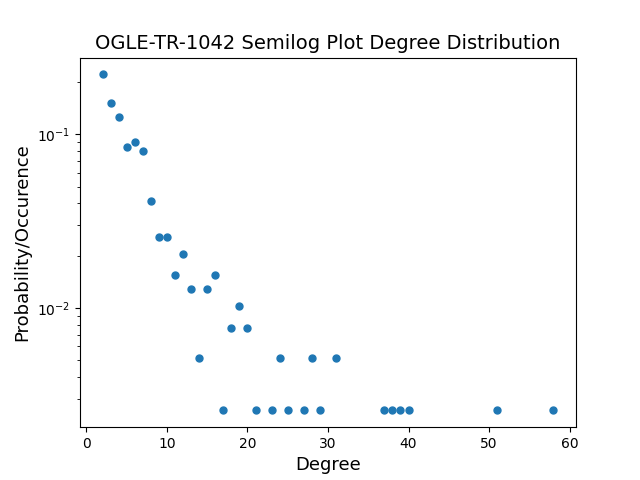 OGLE-TR-1042 Semilog Plot Degree Distribution
Probability/Occurence
10⁻¹
10⁻²
0 10 20 30 40 50 60
Degree